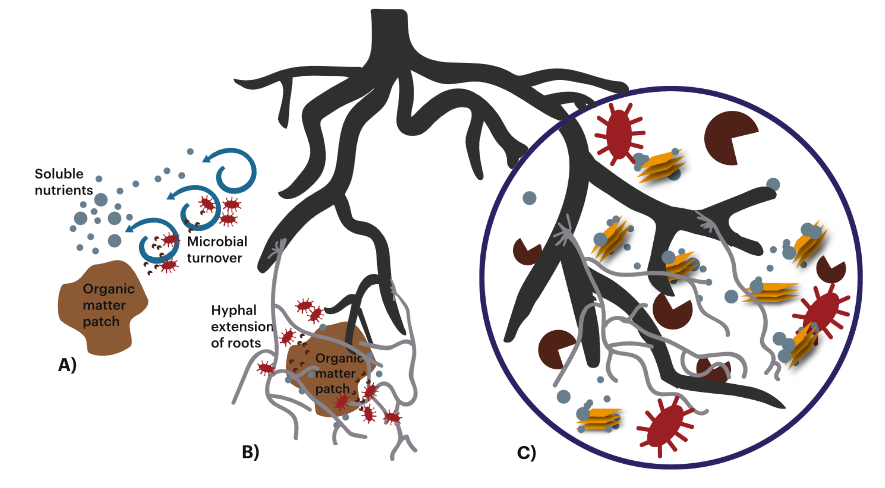 Soluble
nutrients
Microbial
turnover
Organic
matter
patch
A)
Hyphal
extension
of roots
Organic
matter
patch
B)
C)